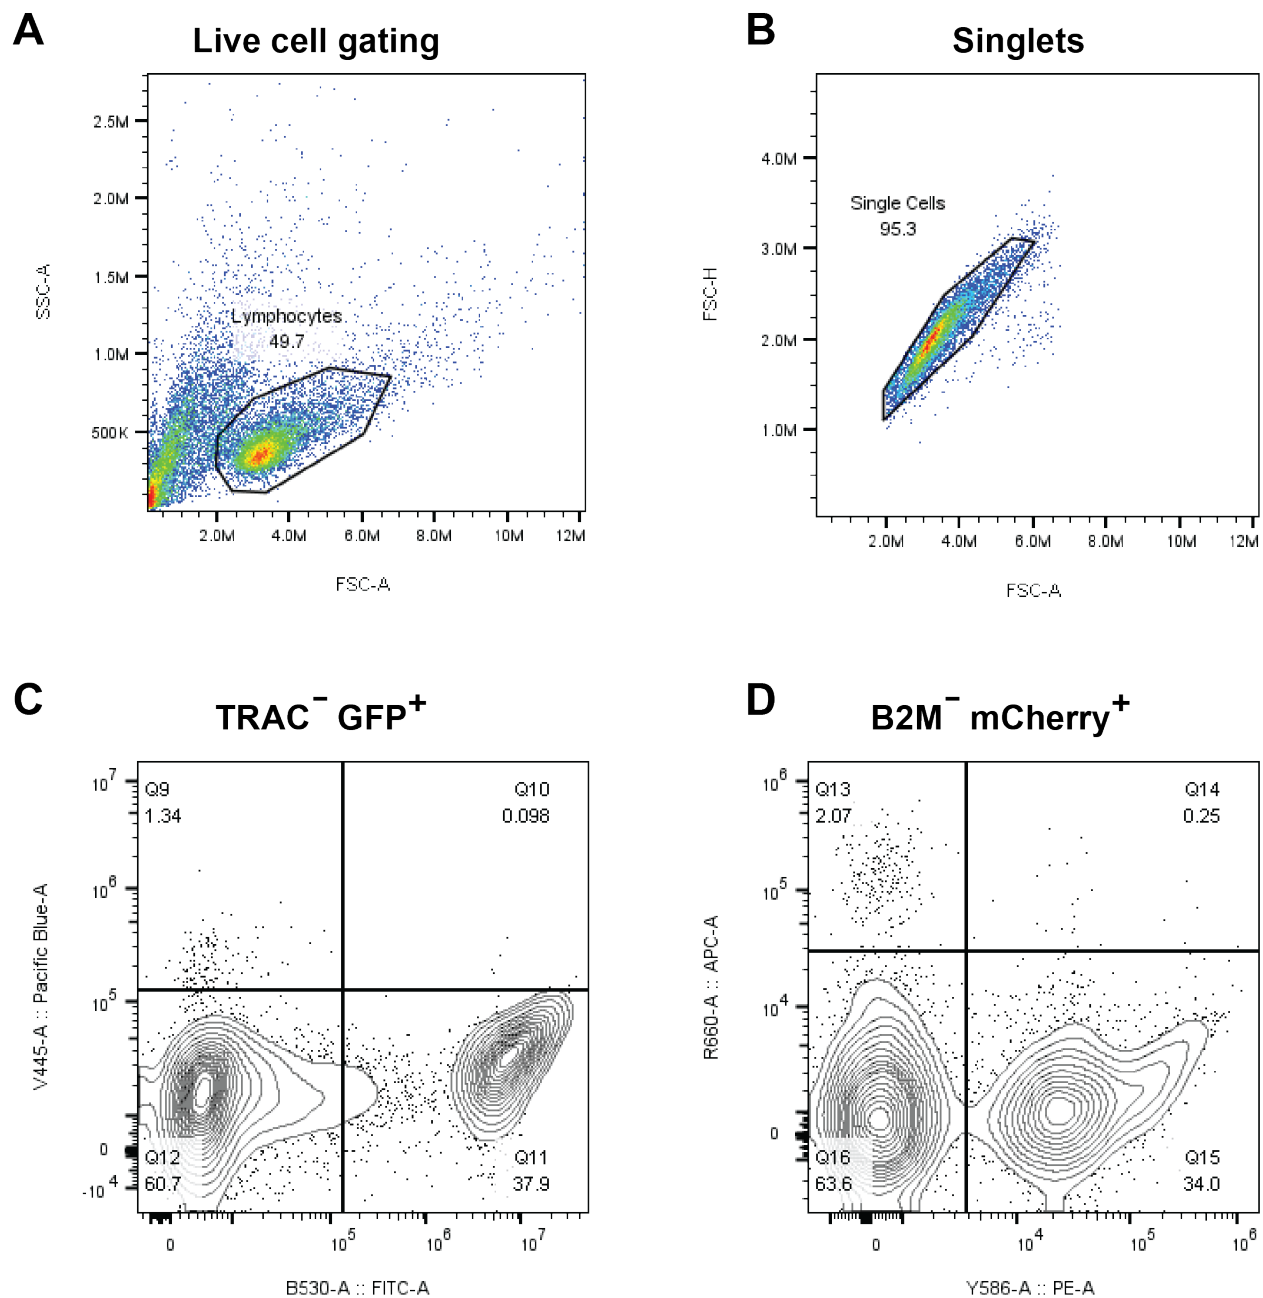 A
Live cell gating
2.5M
2.0M
1.5M
1.0M
500K
SSC-A
Lymphocytes
49.7
2.0M
4.0M
6.0M
8.0M
10M
12M
FSC-A
B
Singlets
4.0M
3.0M
2.0M
1.0M
FSC-H
Single Cells
95.3
2.0M
4.0M
6.0M
8.0M
10M
12M
FSC-A
C
TRAC⁻ GFP⁺
10⁷
10⁶
10⁵
0
-10⁴
V445-A :: Pacific Blue-A
Q9
1.34
Q10
0.098
Q12
60.7
Q11
37.9
0
10⁵
10⁶
10⁷
B530-A :: FITC-A
D
B2M⁻ mCherry⁺
10⁶
10⁵
10⁴
0
R660-A :: APC-A
Q13
2.07
Q14
0.25
Q16
63.6
Q15
34.0
0
10⁴
10⁵
10⁶
Y586-A :: PE-A